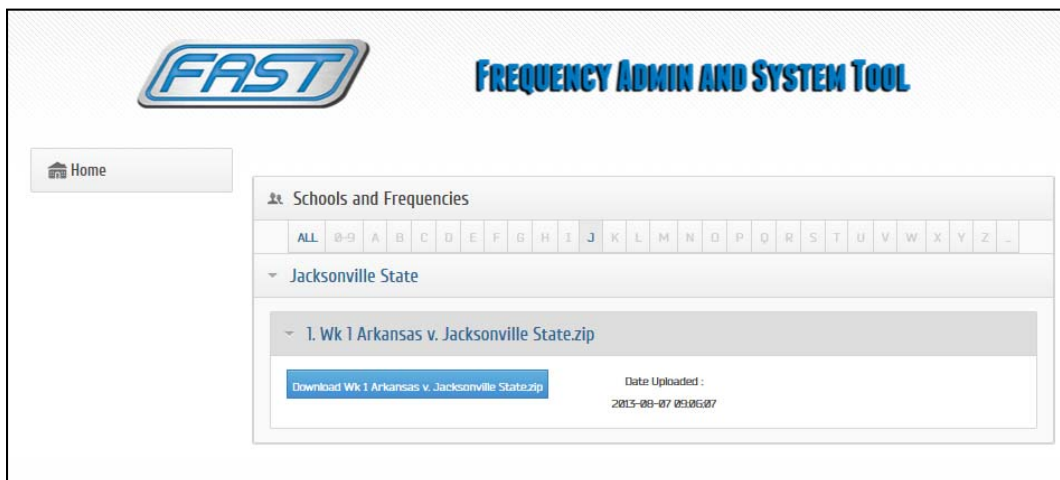 FAST
Frequency Admin and System Tool
Home
Schools and Frequencies
ALL 0-9 A B C D E F G H I J K L M N O P Q R S T U V W X Y Z _
Jacksonville State
1. Wk 1 Arkansas v. Jacksonville State.zip
Download Wk 1 Arkansas v. Jacksonville State.zip
Date Uploaded :
2013-08-07 09:06:07